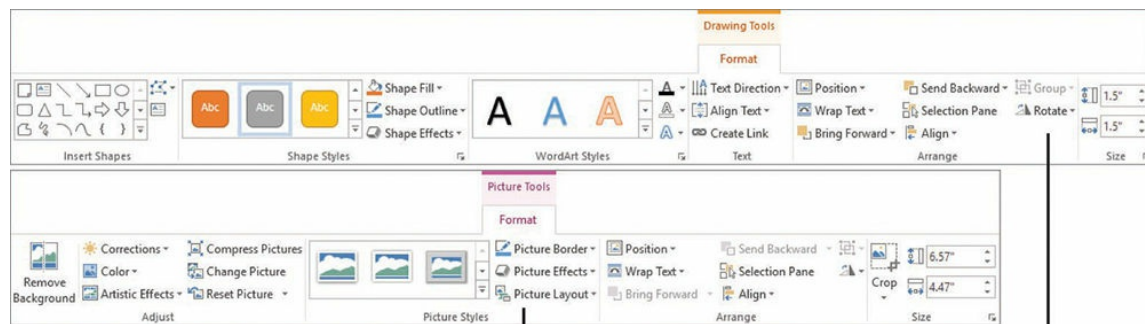 Drawing Tools
Format
Abc Abc Abc Shape Fill A A A A Text Direction Position Send Backward Group 1.5"
Shape Outline A Align Text Wrap Text Selection Pane Rotate
Shape Effects A Create Link Bring Forward Align 1.5"
Insert Shapes Shape Styles WordArt Styles Text Arrange Size
Picture Tools
Format
Corrections Compress Pictures Picture Border Position Send Backward 6.57"
Remove Background Color Change Picture Picture Effects Wrap Text Selection Pane Crop
Artistic Effects Reset Picture Picture Layout Bring Forward Align 4.47"
Adjust Picture Styles Arrange Size